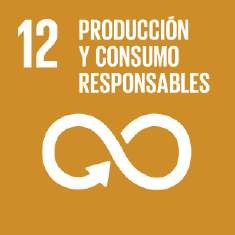 12 PRODUCCIÓN
Y CONSUMO
RESPONSABLES